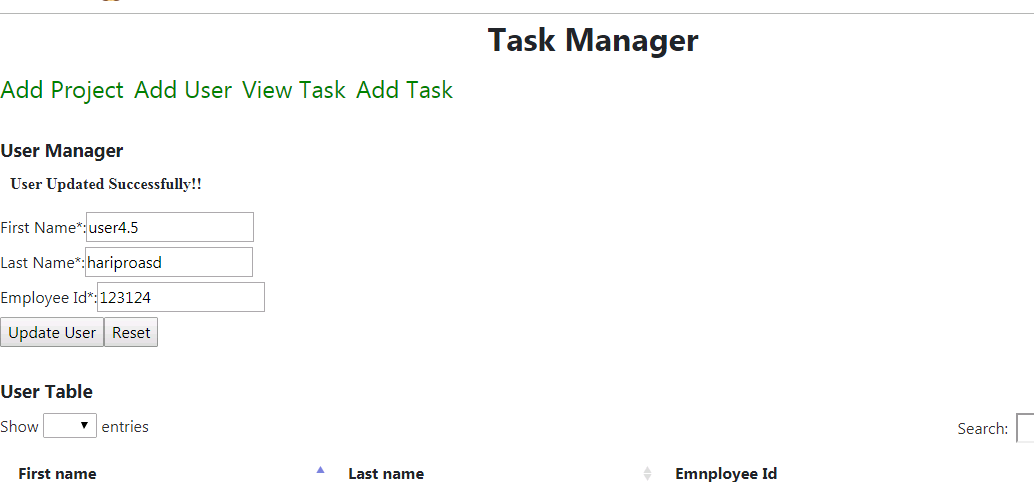 Task Manager
Add Project Add User View Task Add Task
User Manager
User Updated Successfully!!
First Name*:user4.5
Last Name*:hariproasd
Employee Id*:123124
Update User Reset
User Table
Show entries Search:
First name Last name Emnployee Id